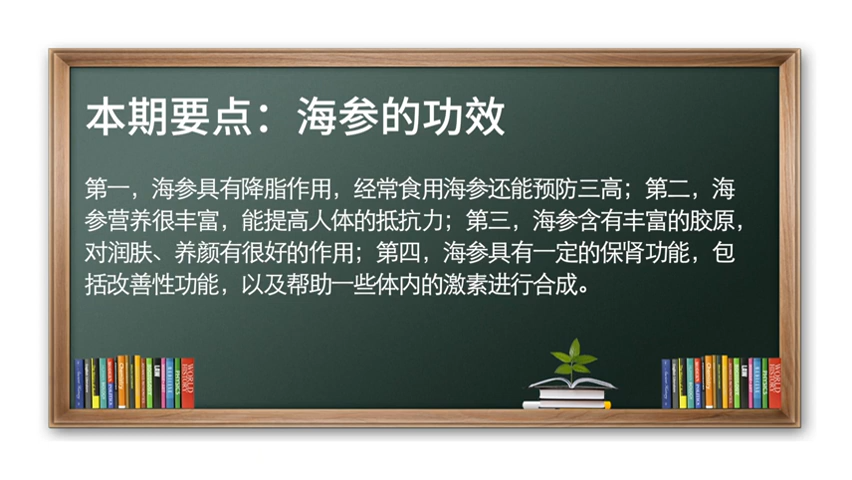 本期要点：海参的功效
第一，海参具有降脂作用，经常食用海参还能预防三高；第二，海
参营养很丰富，能提高人体的抵抗力；第三，海参含有丰富的胶原，
对润肤、养颜有很好的作用；第四，海参具有一定的保肾功能，包
括改善性功能，以及帮助一些体内的激素进行合成。
WORLD HISTORY
WORLD HISTORY